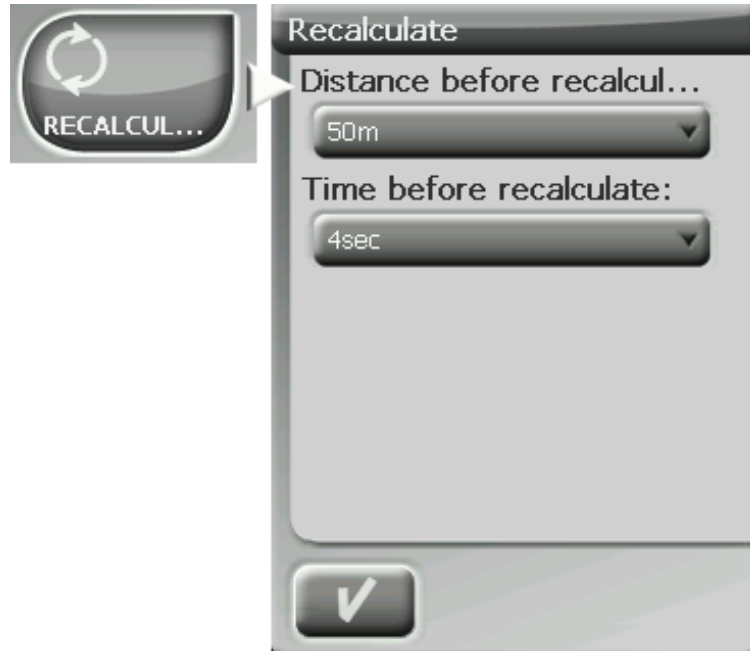 RECALCUL...
Recalculate
Distance before recalcul...
50m
Time before recalculate:
4sec